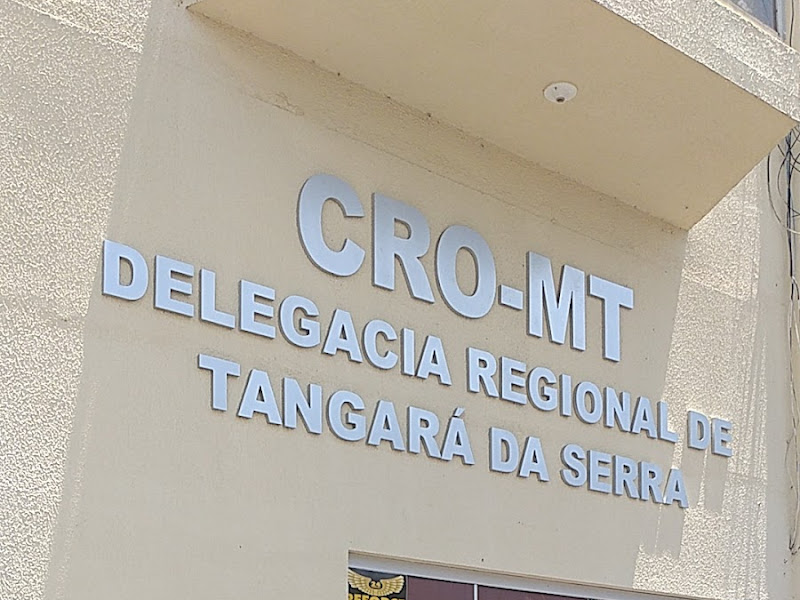 CRO-MT
DELEGACIA REGIONAL DE
TANGARÁ DA SERRA